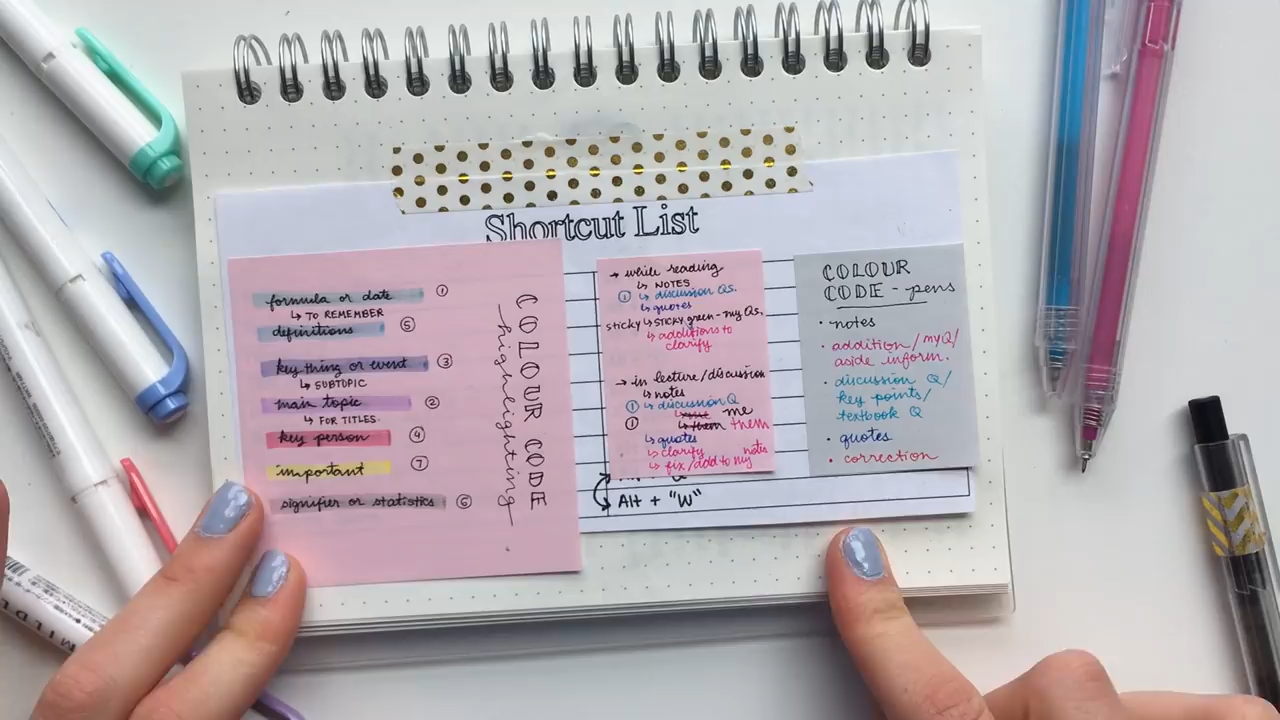 Shortcut List
formula or date ①
↳ TO REMEMBER
definitions ⑤
key thing or event ③
↳ SUBTOPIC
main topic ②
↳ FOR TITLES
key person ④
important ⑦
signifier or statistics ⑥
COLOUR CODE
highlighting
→ while reading
↳ NOTES
① ↳ discussion Qs.
↳ quotes
sticky ↳ sticky green - my Qs.
↳ additions to
clarify
→ in lecture/discussion
↳ notes
① ↳ discussion Q
↳ me
① ↳ them them
↳ quotes
↳ clarify notes
↳ fix/add to my
Alt + "W"
COLOUR
CODE - pens
• notes
• addition/my Q/
aside inform.
• discussion Q/
key points/
textbook Q
• quotes
• correction
MILDL